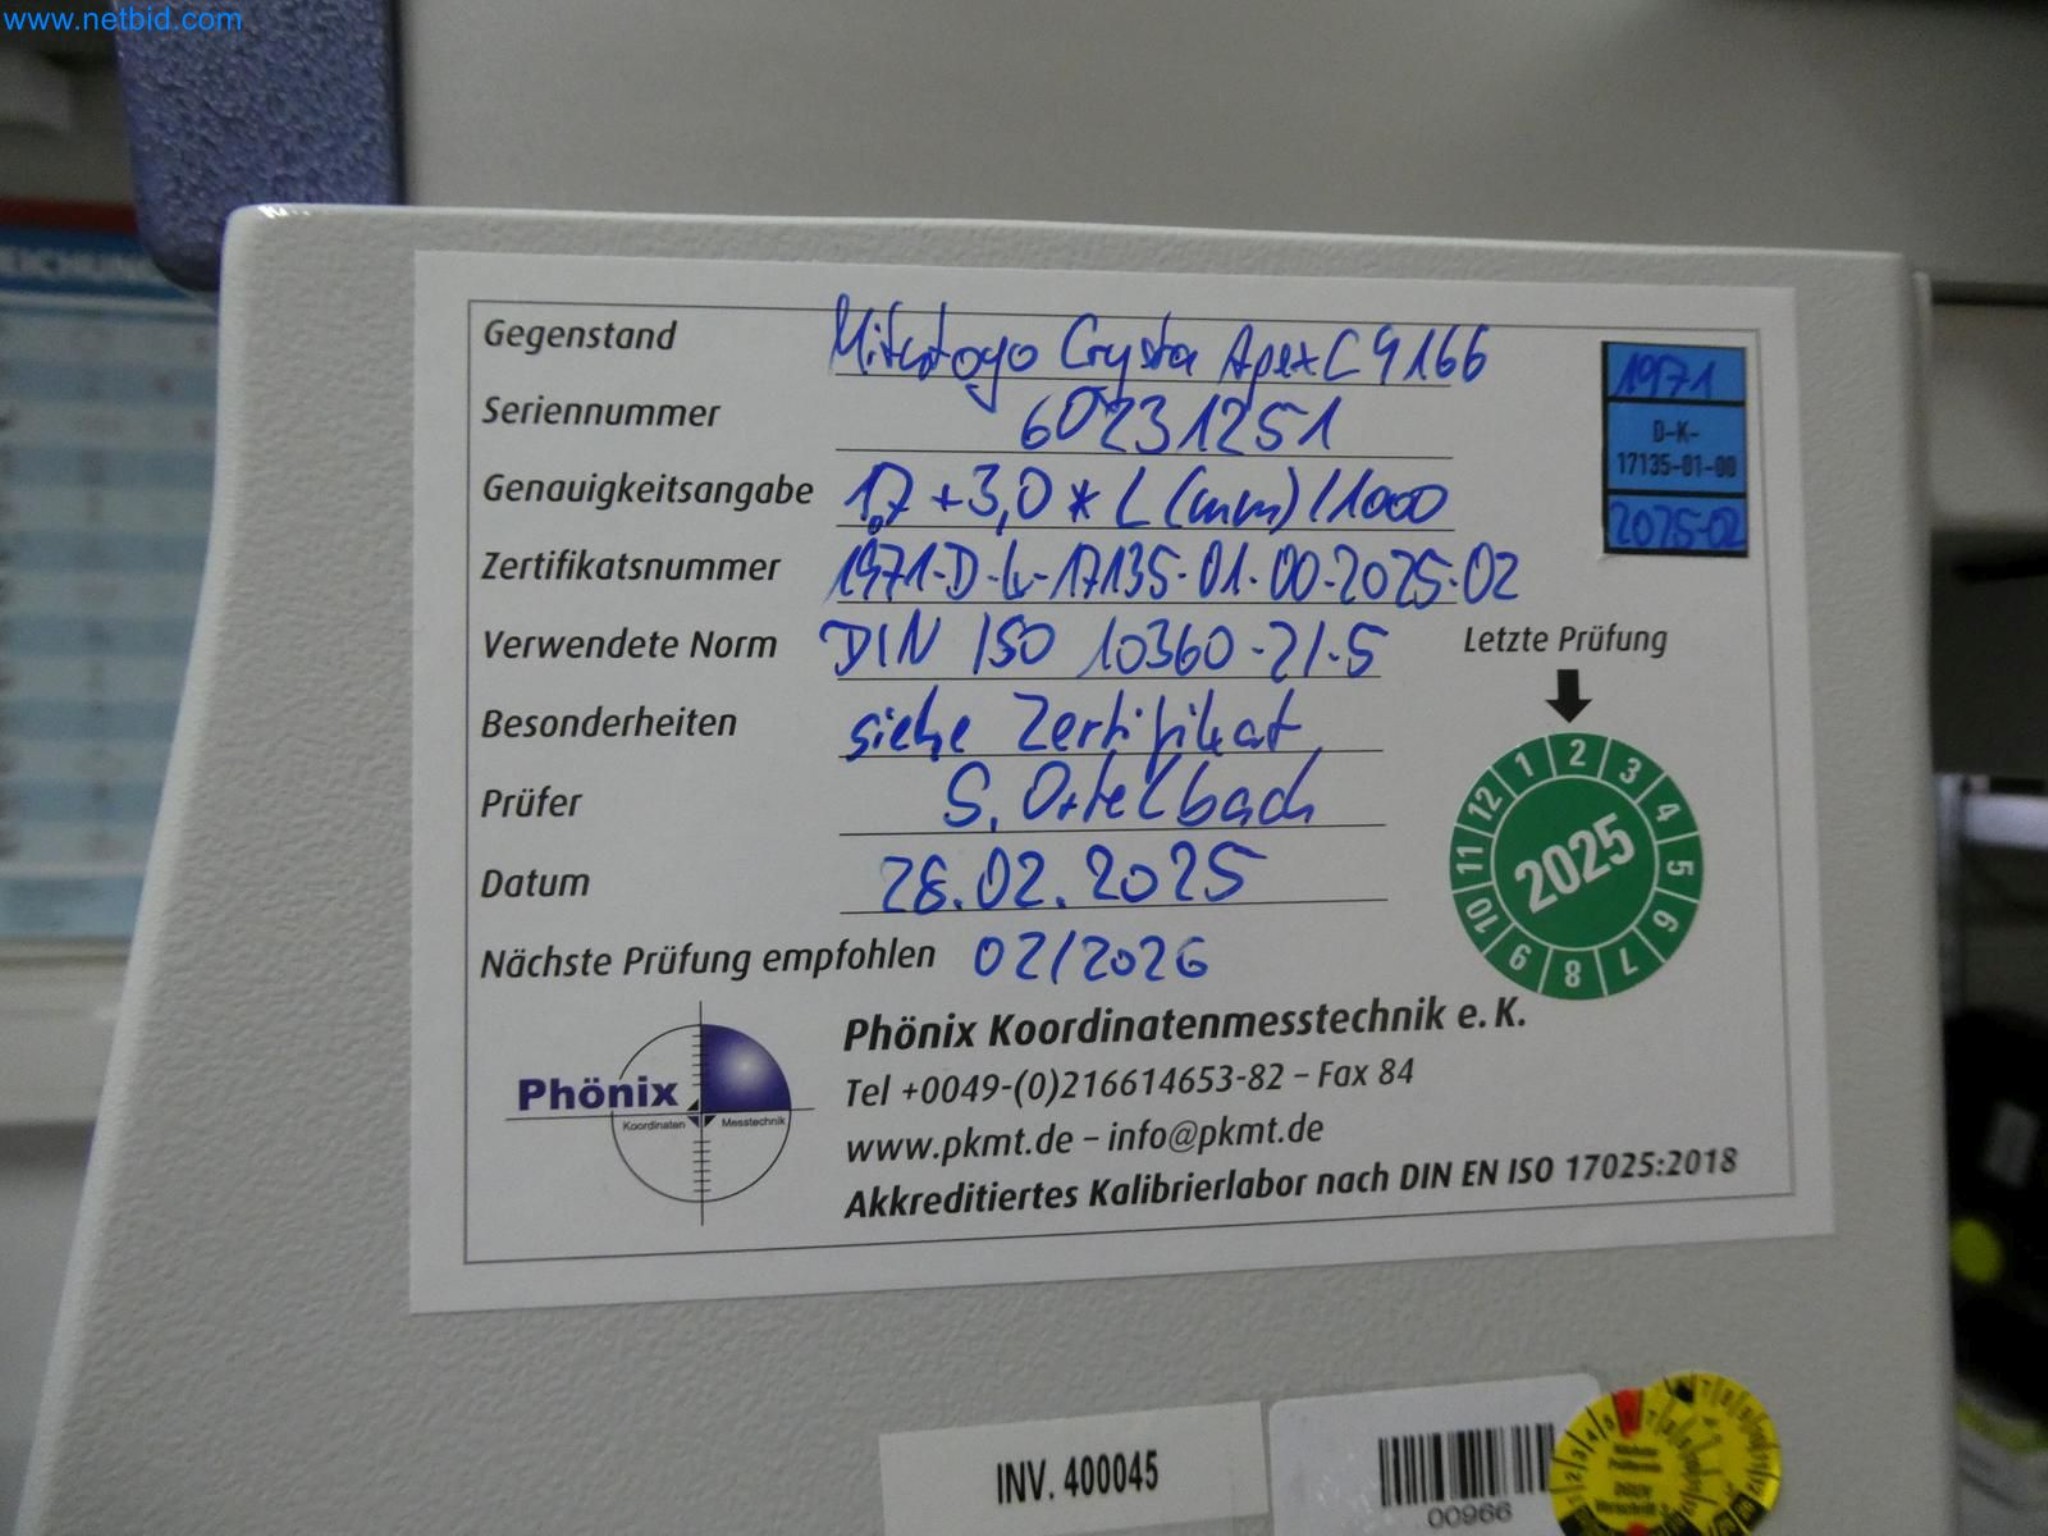 www.netbid.com
Gegenstand Mitutoyo Crysta Apex C 9166
Seriennummer 60231251
Genauigkeitsangabe 1,7 + 3,0 * L (mm) / 1000
Zertifikatsnummer 1971-D-K-17135-01-00-2025-02
Verwendete Norm DIN ISO 10360-21-5
Besonderheiten siehe Zertifikat
Prüfer S. Ortelbach
Datum 28.02.2025
Nächste Prüfung empfohlen 02/2026
1971
D-K-
17135-01-00
2025-02
Letzte Prüfung
1 2 3 4 5 6 7 8 9 10 11 12
2025
Phönix
Koordinaten Messtechnik
Phönix Koordinatenmesstechnik e. K.
Tel +0049-(0)216614653-82 – Fax 84
www.pkmt.de – info@pkmt.de
Akkreditiertes Kalibrierlabor nach DIN EN ISO 17025:2018
INV. 400045
00966